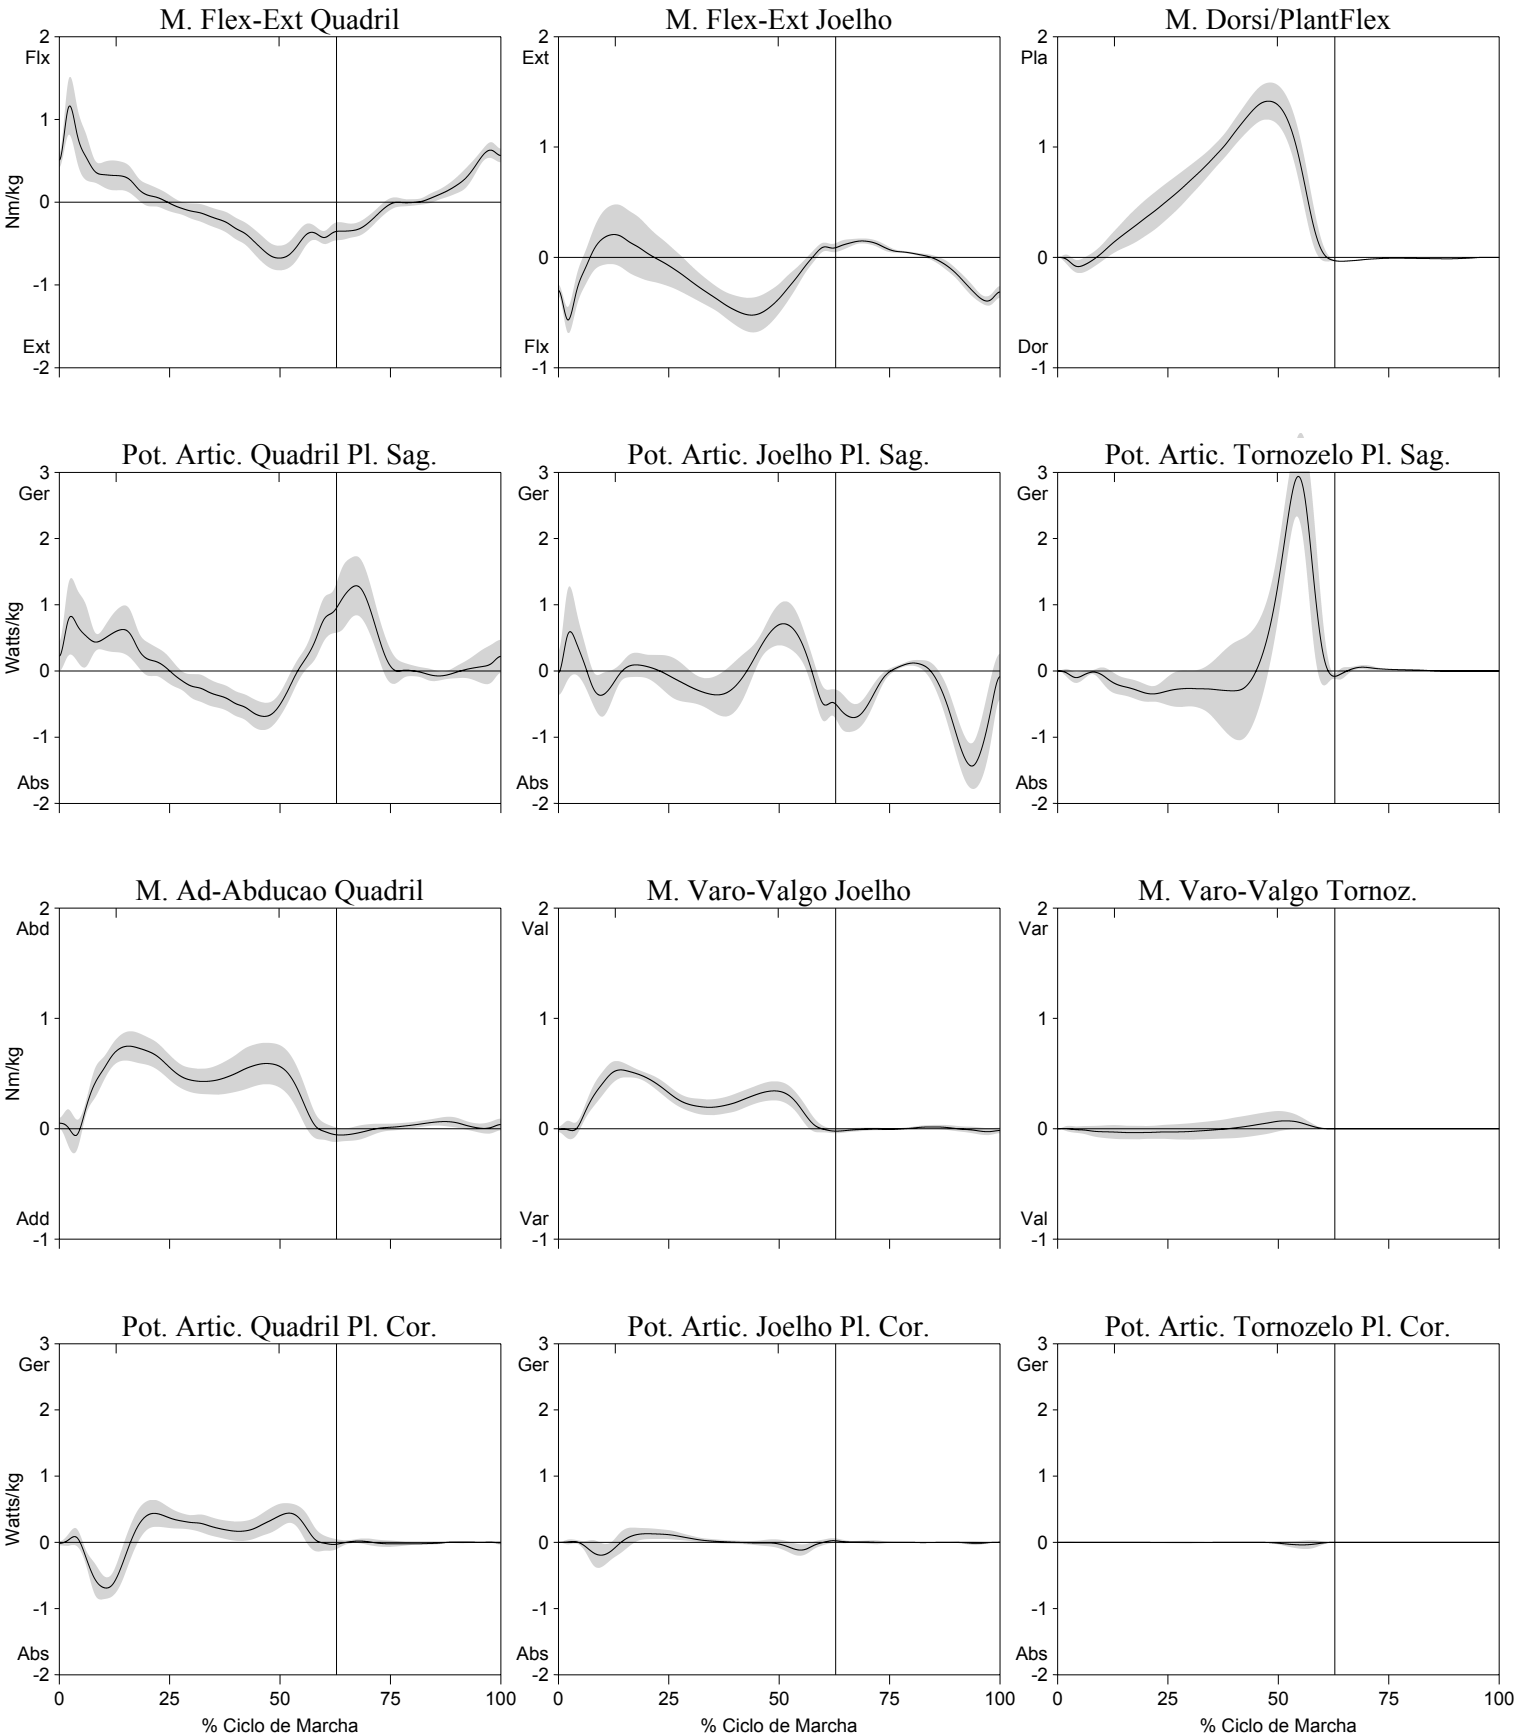 M. Flex-Ext Quadril
M. Flex-Ext Joelho
M. Dorsi/PlantFlex
2
Flx
1
0
-1
Ext
-2
Nm/kg
2
Ext
1
0
Flx
-1
2
Pla
1
0
Dor
-1
Pot. Artic. Quadril Pl. Sag.
Pot. Artic. Joelho Pl. Sag.
Pot. Artic. Tornozelo Pl. Sag.
3
Ger
2
1
0
-1
Abs
-2
Watts/kg
3
Ger
2
1
0
-1
Abs
-2
3
Ger
2
1
0
-1
Abs
-2
M. Ad-Abducao Quadril
M. Varo-Valgo Joelho
M. Varo-Valgo Tornoz.
2
Abd
1
0
Add
-1
Nm/kg
2
Val
1
0
Var
-1
2
Var
1
0
Val
-1
Pot. Artic. Quadril Pl. Cor.
Pot. Artic. Joelho Pl. Cor.
Pot. Artic. Tornozelo Pl. Cor.
3
Ger
2
1
0
-1
Abs
-2
Watts/kg
0 25 50 75 100
% Ciclo de Marcha
3
Ger
2
1
0
-1
Abs
-2
0 25 50 75 100
% Ciclo de Marcha
3
Ger
2
1
0
-1
Abs
-2
0 25 50 75 100
% Ciclo de Marcha